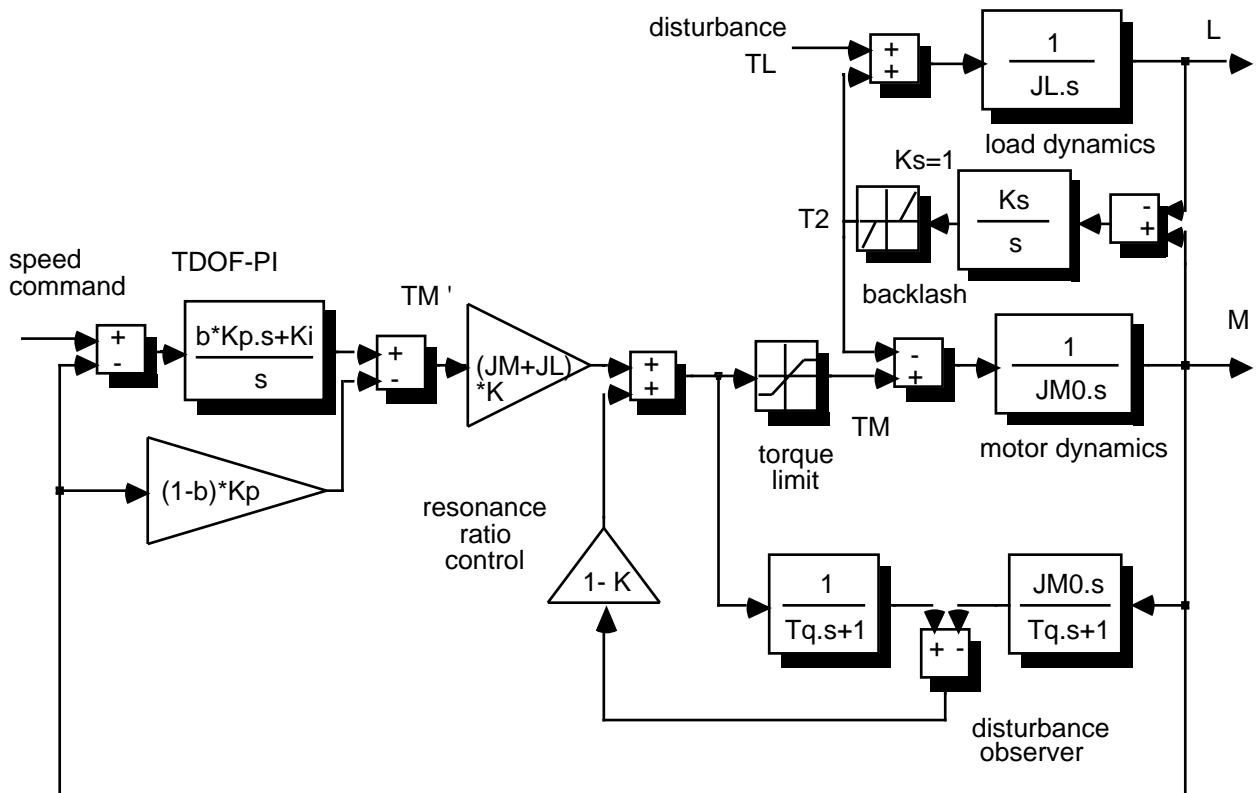 disturbance
TL
+
+
1
JL.s
L
load dynamics
Ks=1
T2
Ks
s
-
+
backlash
speed
command
TDOF-PI
+
-
b*Kp.s+Ki
s
TM '
+
-
(JM+JL)
*K
+
+
-
+
1
JM0.s
M
TM
torque
limit
motor dynamics
(1-b)*Kp
resonance
ratio
control
1- K
1
Tq.s+1
+ -
JM0.s
Tq.s+1
disturbance
observer